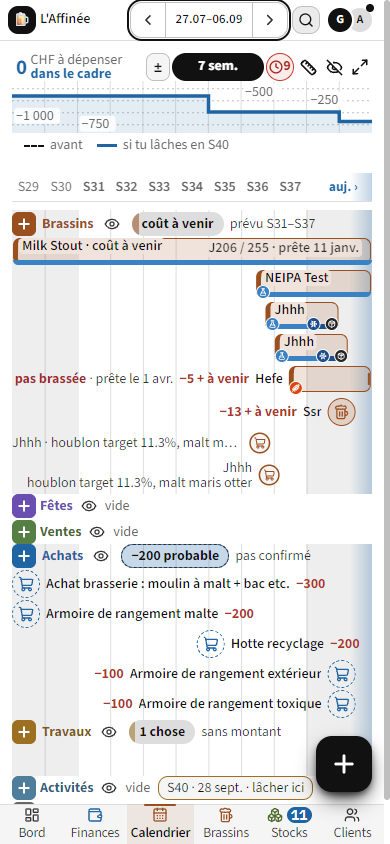 L'Affinée
27.07–06.09
G
A
0 CHF à dépenser
dans le cadre
±
7 sem.
9
−500
−250
−1 000
−750
avant
si tu lâches en S40
S29 S30 S31 S32 S33 S34 S35 S36 S37 auj. ›
Brassins coût à venir prévu S31–S37
Milk Stout · coût à venir J206 / 255 · prête 11 janv.
NEIPA Test
Jhhh
Jhhh
pas brassée · prête le 1 avr. −5 + à venir Hefe
−13 + à venir Ssr
Jhhh · houblon target 11.3%, malt m…
Jhhh
houblon target 11.3%, malt maris otter
Fêtes vide
Ventes vide
Achats −200 probable pas confirmé
Achat brasserie : moulin à malt + bac etc. −300
Armoire de rangement malte −200
Hotte recyclage −200
−100 Armoire de rangement extérieur
−100 Armoire de rangement toxique
Travaux 1 chose sans montant
Activités vide S40 · 28 sept. · lâcher ici
11
Bord Finances Calendrier Brassins Stocks Clients